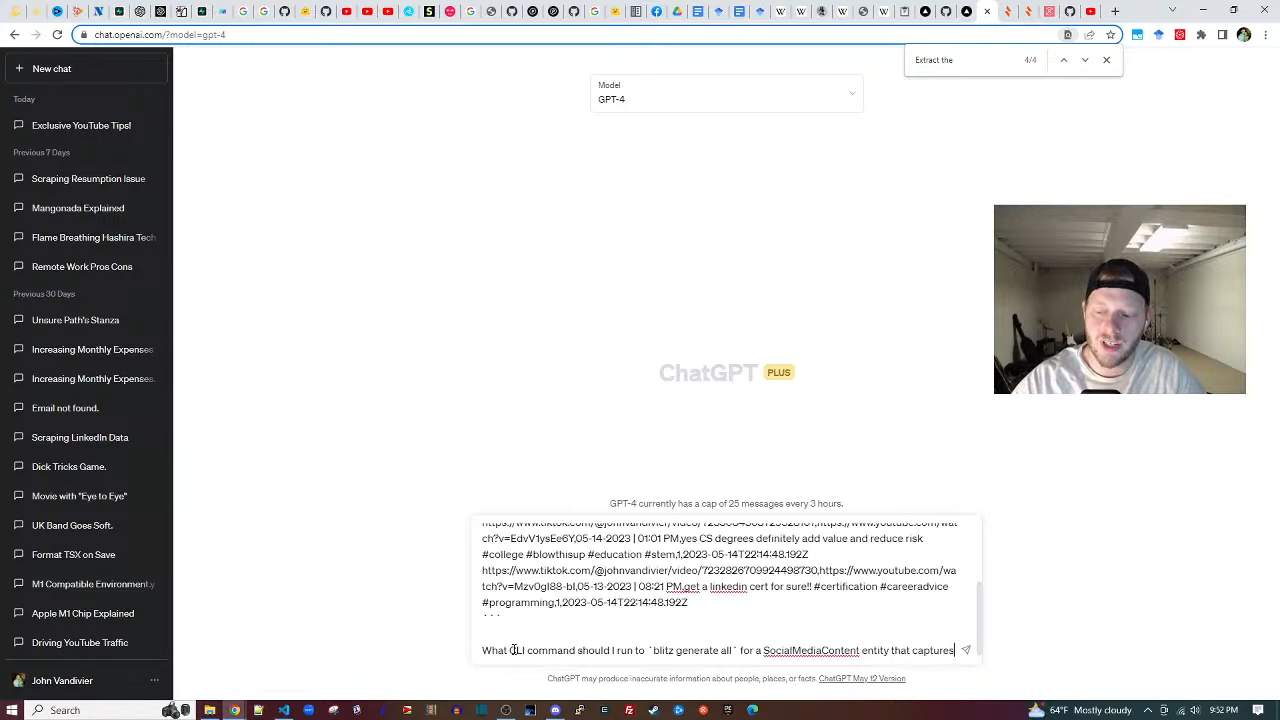 chat.openai.com/?model=gpt-4
Extract the
4/4
New chat
Today
Exclusive YouTube Tips!
Previous 7 Days
Scraping Resumption Issue
Mangonada Explained
Flame Breathing Hashira Tech
Remote Work Pros Cons
Previous 30 Days
Unsure Path's Stanza
Increasing Monthly Expenses
Increasing Monthly Expenses.
Email not found.
Scraping LinkedIn Data
Dick Tricks Game.
Movie with "Eye to Eye"
UK Band Goes Soft.
Format TSX on Save
M1 Compatible Environment.y
Apple M1 Chip Explained
Driving YouTube Traffic
John Vandivier
Model
GPT-4
ChatGPT PLUS
GPT-4 currently has a cap of 25 messages every 3 hours.
ch?v=EdvV1ysEe6Y,05-14-2023 | 01:01 PM,yes CS degrees definitely add value and reduce risk
#college #blowthisup #education #stem,1,2023-05-14T22:14:48.192Z
https://www.tiktok.com/@johnvandivier/video/7232826709924498730,https://www.youtube.com/wa
tch?v=Mzv0gI88-bI,05-13-2023 | 08:21 PM,get a linkedin cert for sure!! #certification #careeradvice
#programming,1,2023-05-14T22:14:48.192Z
```
What CLI command should I run to `blitz generate all` for a SocialMediaContent entity that captures
ChatGPT may produce inaccurate information about people, places, or facts. ChatGPT May 12 Version
Search
64°F Mostly cloudy
9:52 PM